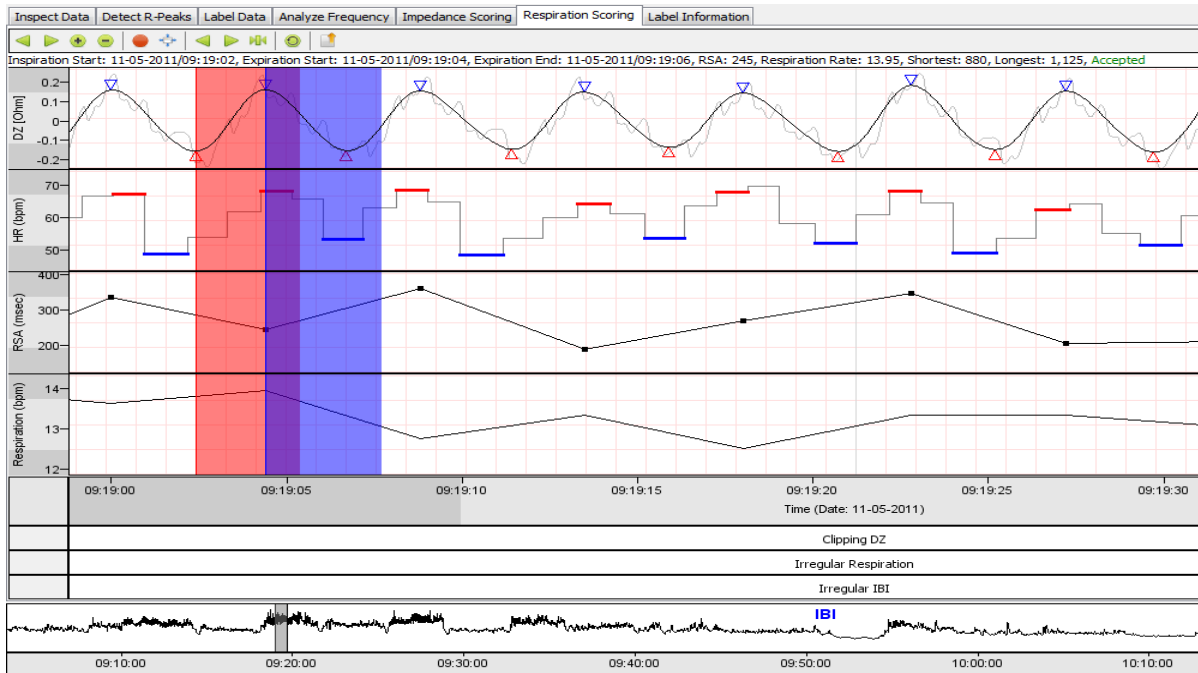 Inspect Data Detect R-Peaks Label Data Analyze Frequency Impedance Scoring Respiration Scoring Label Information
Inspiration Start: 11-05-2011/09:19:02, Expiration Start: 11-05-2011/09:19:04, Expiration End: 11-05-2011/09:19:06, RSA: 245, Respiration Rate: 13.95, Shortest: 880, Longest: 1,125, Accepted
DZ [Ohm]
0.2
0.1
0
-0.1
-0.2
HR (bpm)
70
60
50
RSA (msec)
400
300
200
Respiration (bpm)
14
13
12
09:19:00 09:19:05 09:19:10 09:19:15 09:19:20 09:19:25 09:19:30
Time (Date: 11-05-2011)
Clipping DZ
Irregular Respiration
Irregular IBI
IBI
09:10:00 09:20:00 09:30:00 09:40:00 09:50:00 10:00:00 10:10:00